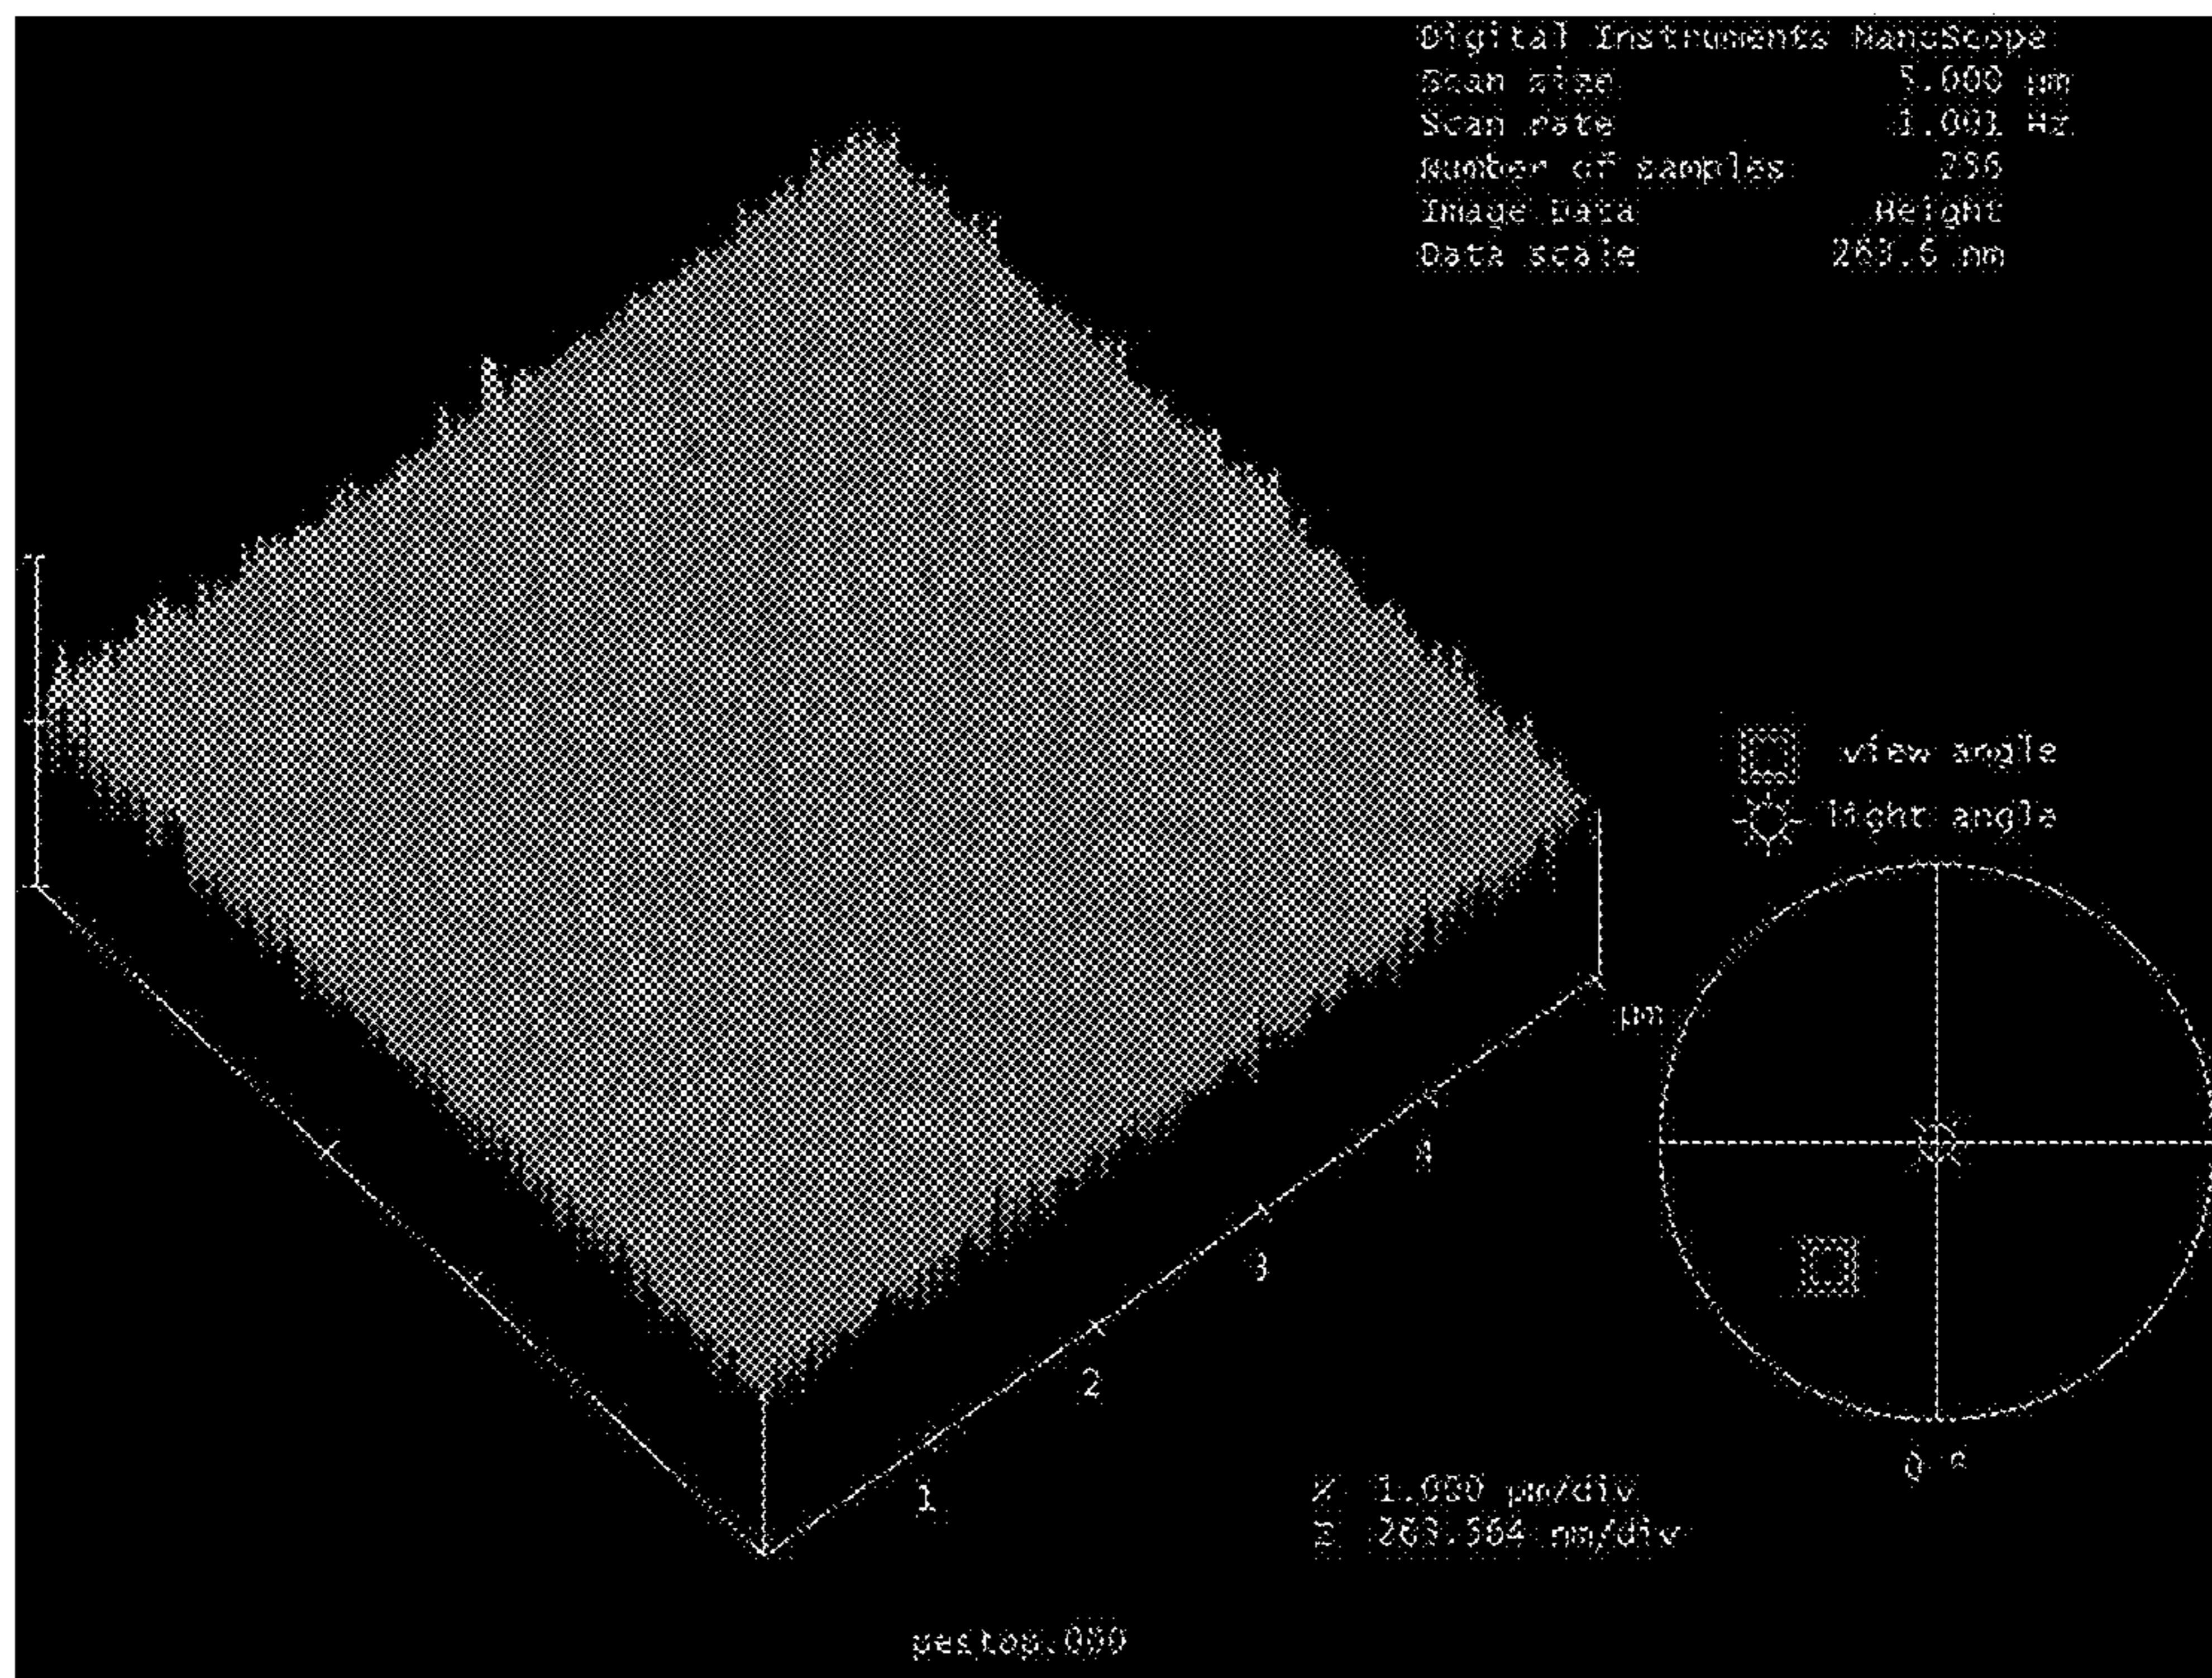 Digital Instruments NanoScope
Scan size 5.000 µm
Scan rate 1.001 Hz
Number of samples 256
Image Data Height
Data scale 263.6 nm
view angle
light angle
µm
4
3
2
1
0 °
X 1.000 µm/div
Z 263.564 nm/div